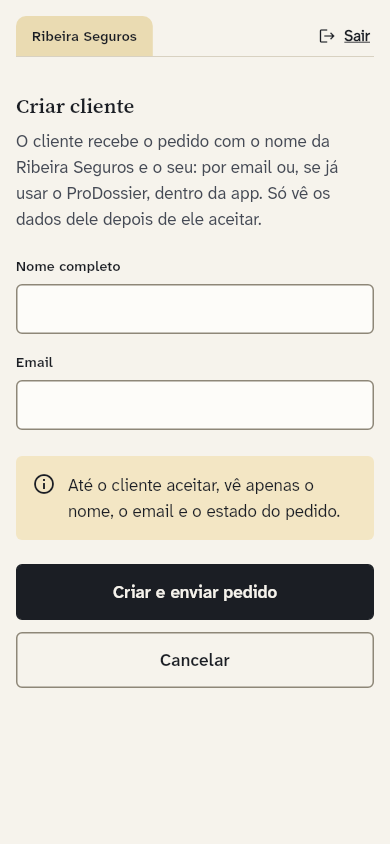 Ribeira Seguros
Sair
Criar cliente
O cliente recebe o pedido com o nome da
Ribeira Seguros e o seu: por email ou, se já
usar o ProDossier, dentro da app. Só vê os
dados dele depois de ele aceitar.
Nome completo
Email
Até o cliente aceitar, vê apenas o
nome, o email e o estado do pedido.
Criar e enviar pedido
Cancelar